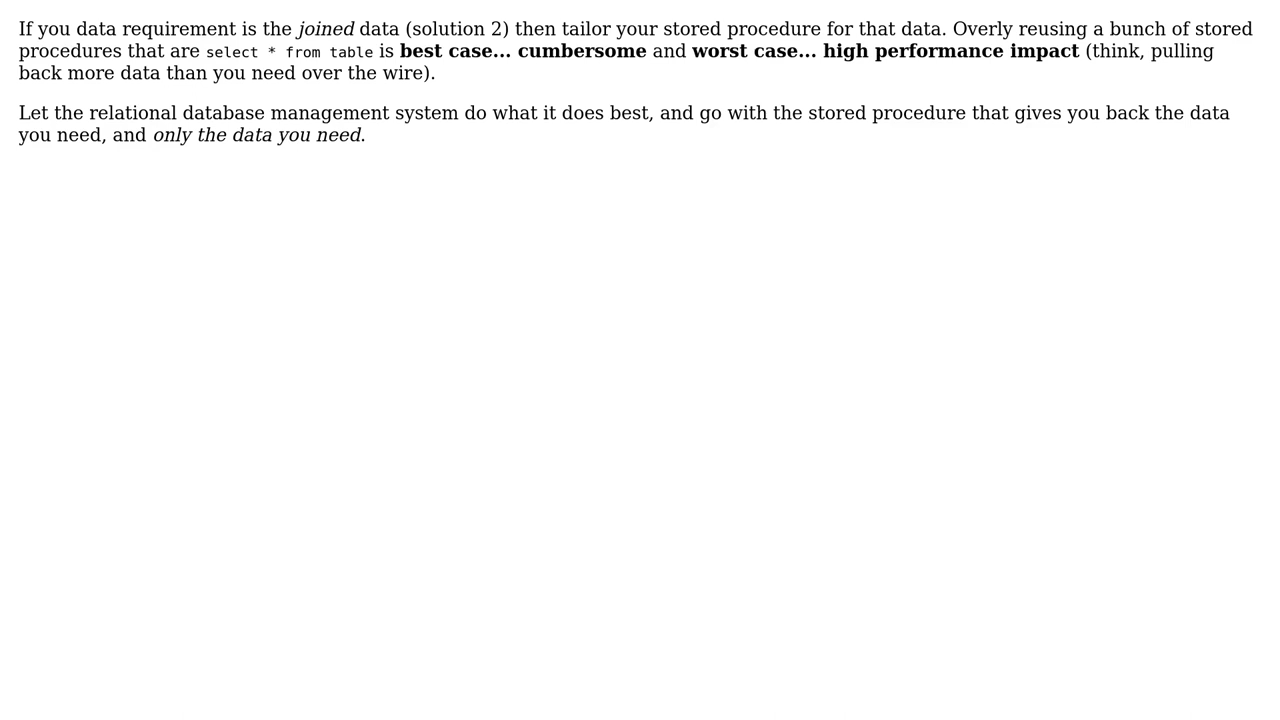 If you data requirement is the joined data (solution 2) then tailor your stored procedure for that data. Overly reusing a bunch of stored
procedures that are select * from table is best case... cumbersome and worst case... high performance impact (think, pulling
back more data than you need over the wire).
Let the relational database management system do what it does best, and go with the stored procedure that gives you back the data
you need, and only the data you need.